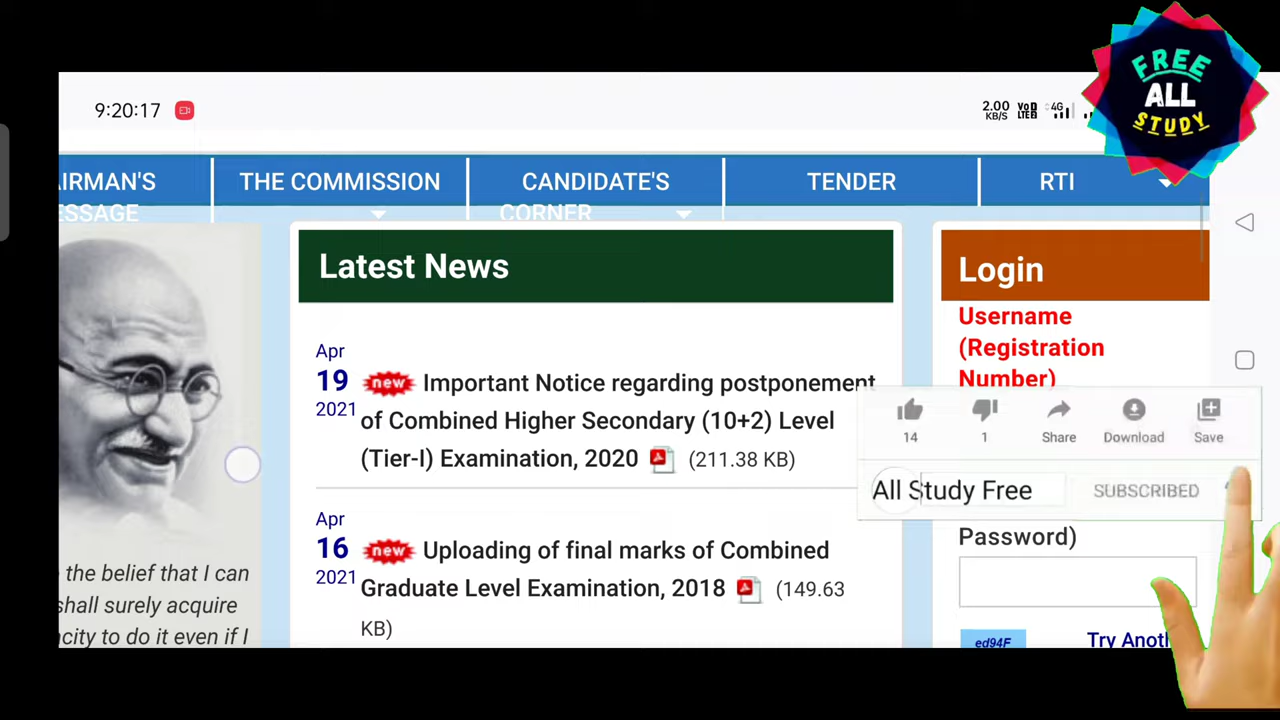 FREE
ALL
STUDY
9:20:17
2.00
KB/S
VoD
LTE2
4G
AIRMAN'S
ESSAGE
THE COMMISSION
CANDIDATE'S
CORNER
TENDER
RTI
Latest News
Apr
19
2021
new Important Notice regarding postponement
of Combined Higher Secondary (10+2) Level
(Tier-I) Examination, 2020 (211.38 KB)
Apr
16
2021
new Uploading of final marks of Combined
Graduate Level Examination, 2018 (149.63
KB)
Login
Username
(Registration
Number)
14
1
Share
Download
Save
All Study Free
SUBSCRIBED
Password)
ed94F
Try Anoth
the belief that I can
shall surely acquire
acity to do it even if I